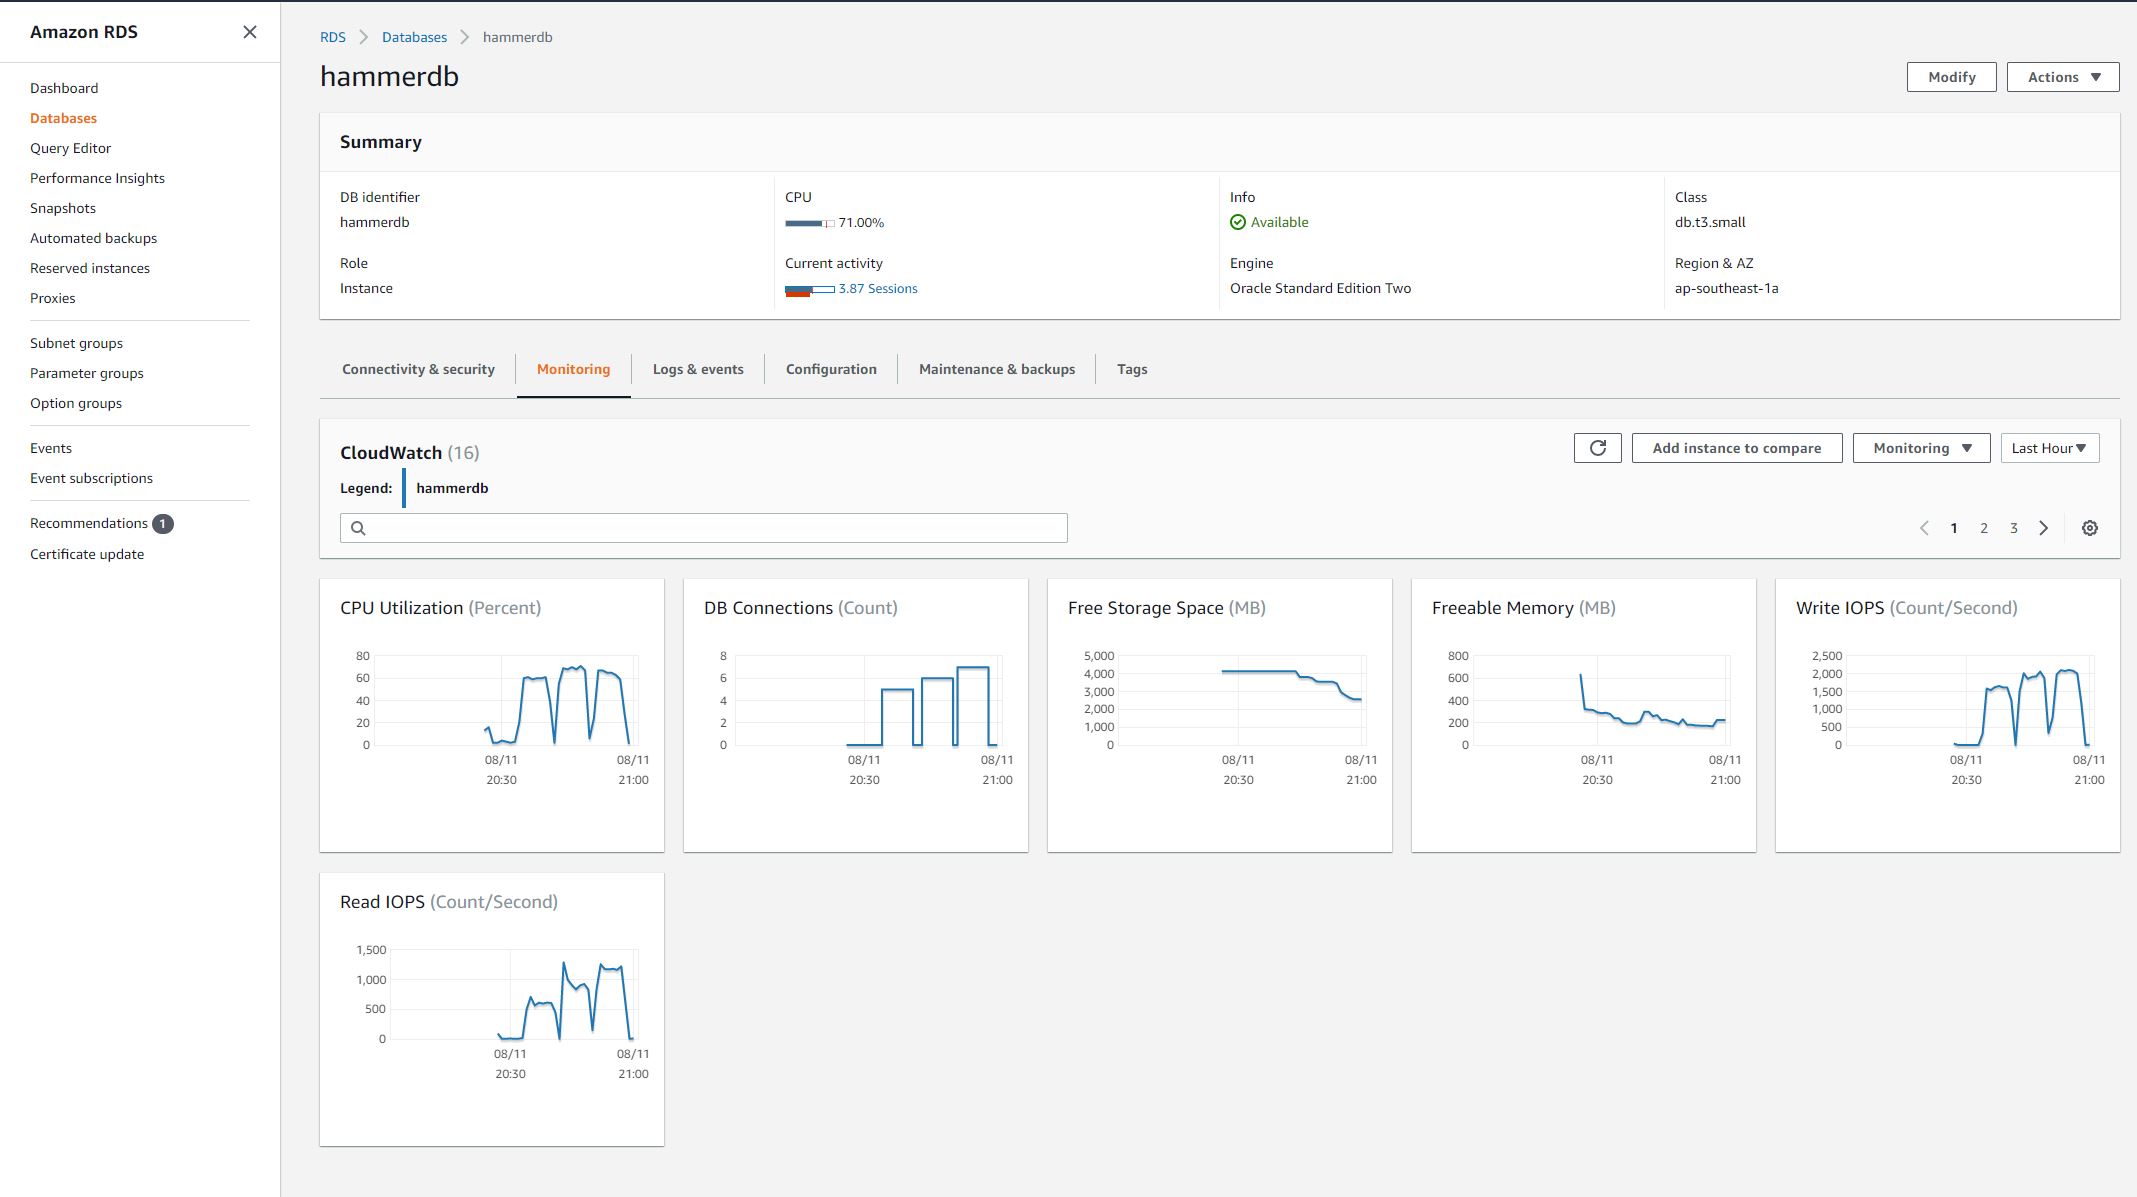 Amazon RDS
Dashboard
Databases
Query Editor
Performance Insights
Snapshots
Automated backups
Reserved instances
Proxies
Subnet groups
Parameter groups
Option groups
Events
Event subscriptions
Recommendations 1
Certificate update
RDS Databases hammerdb
hammerdb
Modify Actions
Summary
DB identifier
hammerdb
CPU
71.00%
Info
Available
Class
db.t3.small
Role
Instance
Current activity
3.87 Sessions
Engine
Oracle Standard Edition Two
Region & AZ
ap-southeast-1a
Connectivity & security Monitoring Logs & events Configuration Maintenance & backups Tags
CloudWatch (16)
Add instance to compare Monitoring Last Hour
Legend: hammerdb
1 2 3
CPU Utilization (Percent)
80
60
40
20
0
08/11 08/11
20:30 21:00
DB Connections (Count)
8
6
4
2
0
08/11 08/11
20:30 21:00
Free Storage Space (MB)
5,000
4,000
3,000
2,000
1,000
0
08/11 08/11
20:30 21:00
Freeable Memory (MB)
800
600
400
200
0
08/11 08/11
20:30 21:00
Write IOPS (Count/Second)
2,500
2,000
1,500
1,000
500
0
08/11 08/11
20:30 21:00
Read IOPS (Count/Second)
1,500
1,000
500
0
08/11 08/11
20:30 21:00